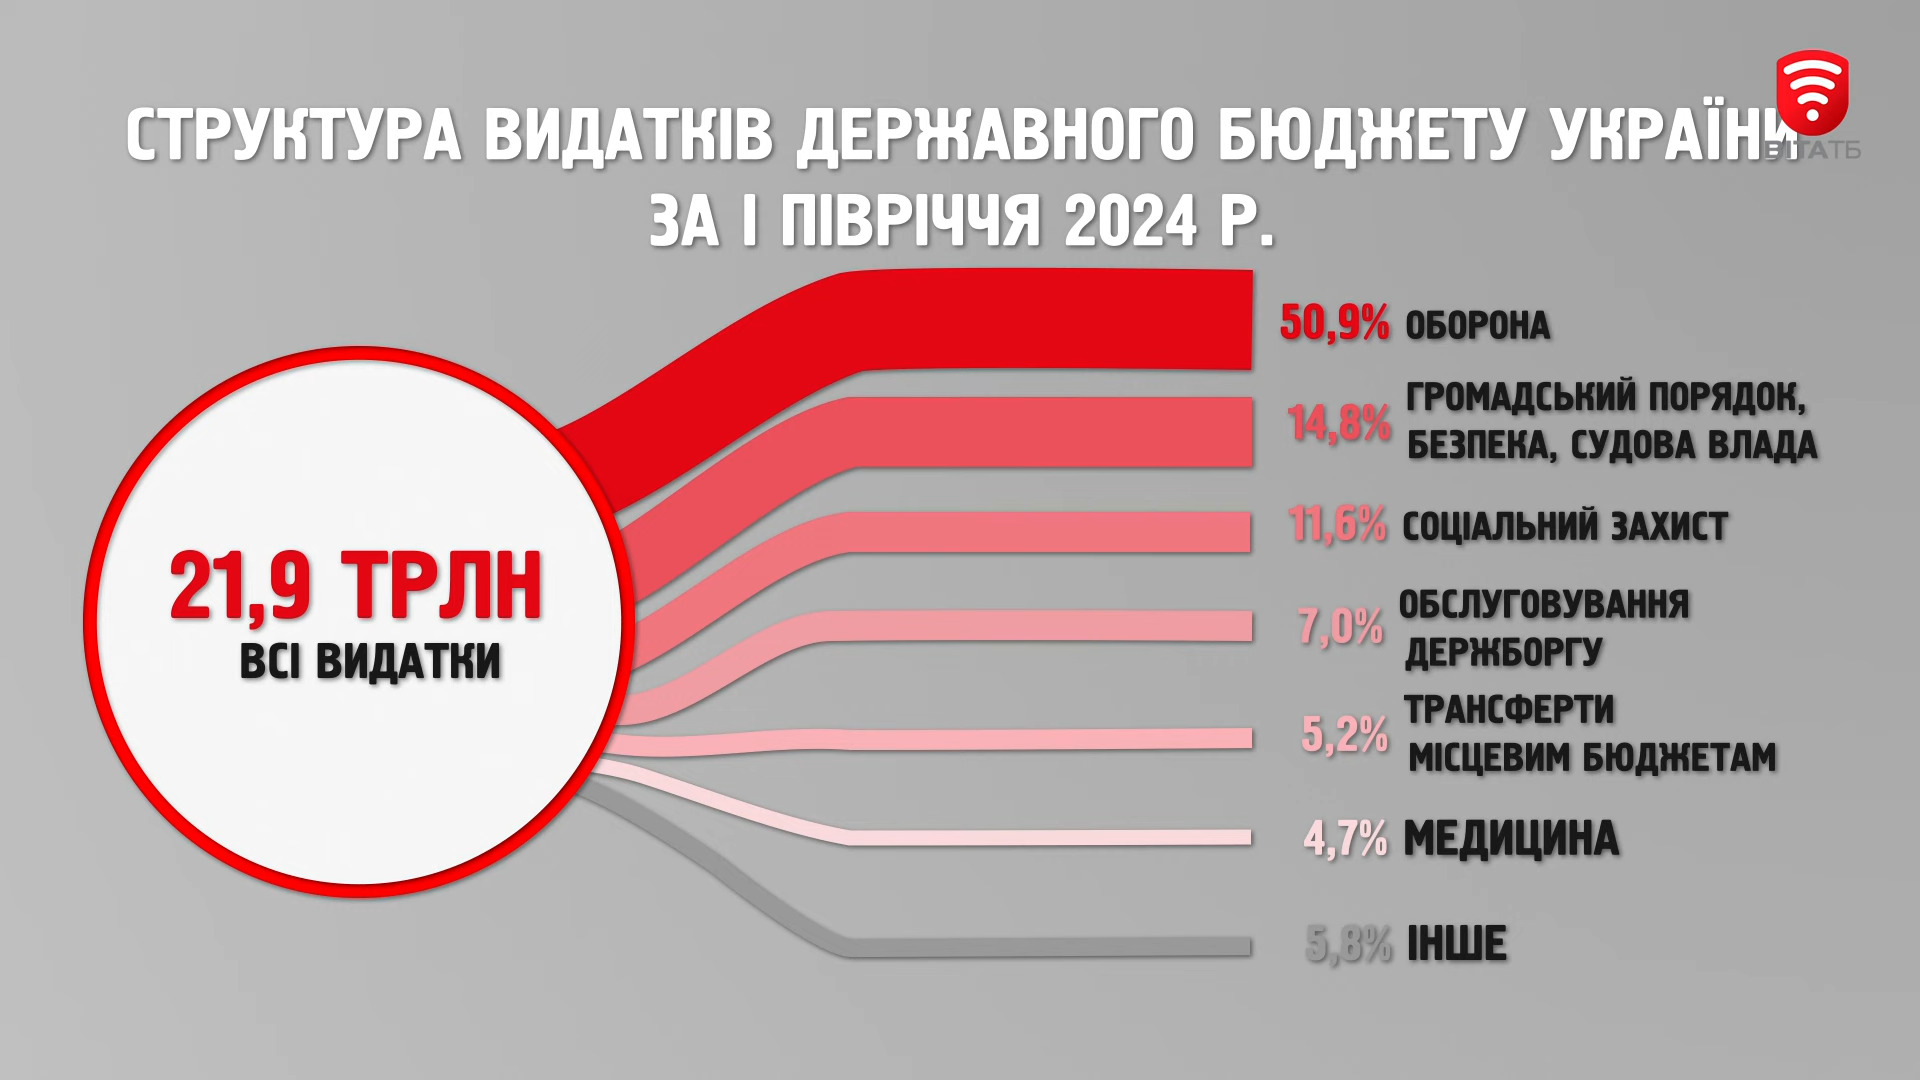 СТРУКТУРА ВИДАТКІВ ДЕРЖАВНОГО БЮДЖЕТУ УКРАЇНИ
ВІТАТБ
ЗА І ПІВРІЧЧЯ 2024 Р.
50,9% ОБОРОНА
14,8% ГРОМАДСЬКИЙ ПОРЯДОК,
БЕЗПЕКА, СУДОВА ВЛАДА
11,6% СОЦІАЛЬНИЙ ЗАХИСТ
21,9 ТРЛН
ВСІ ВИДАТКИ
7,0% ОБСЛУГОВУВАННЯ
ДЕРЖБОРГУ
5,2% ТРАНСФЕРТИ
МІСЦЕВИМ БЮДЖЕТАМ
4,7% МЕДИЦИНА
5,8% ІНШЕ